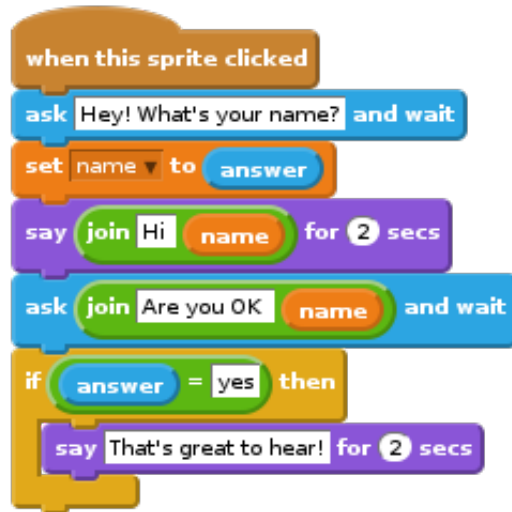 when this sprite clicked
ask Hey! What's your name? and wait
set name to answer
say join Hi name for 2 secs
ask join Are you OK name and wait
if answer = yes then
say That's great to hear! for 2 secs